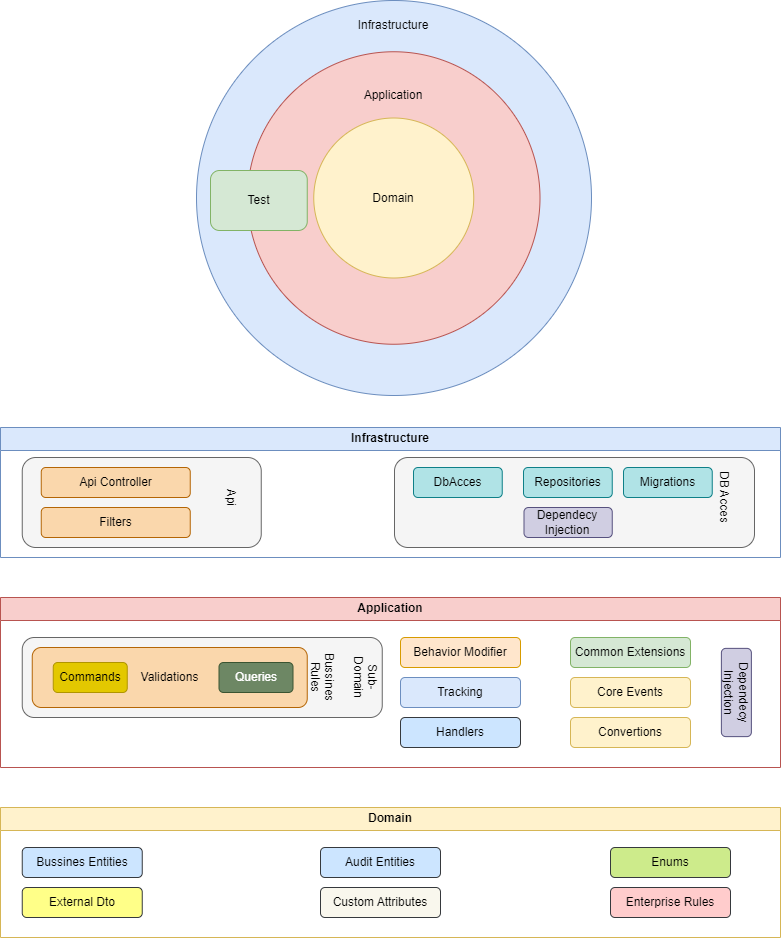 Infrastructure
Application
Test
Domain
Infrastructure
Api Controller
Filters
Api
DbAcces
Repositories
Migrations
Dependecy
Injection
DB Acces
Application
Commands
Validations
Queries
Bussines
Rules
Sub-
Domain
Behavior Modifier
Tracking
Handlers
Common Extensions
Core Events
Convertions
Dependecy
Injection
Domain
Bussines Entities
Audit Entities
Enums
External Dto
Custom Attributes
Enterprise Rules